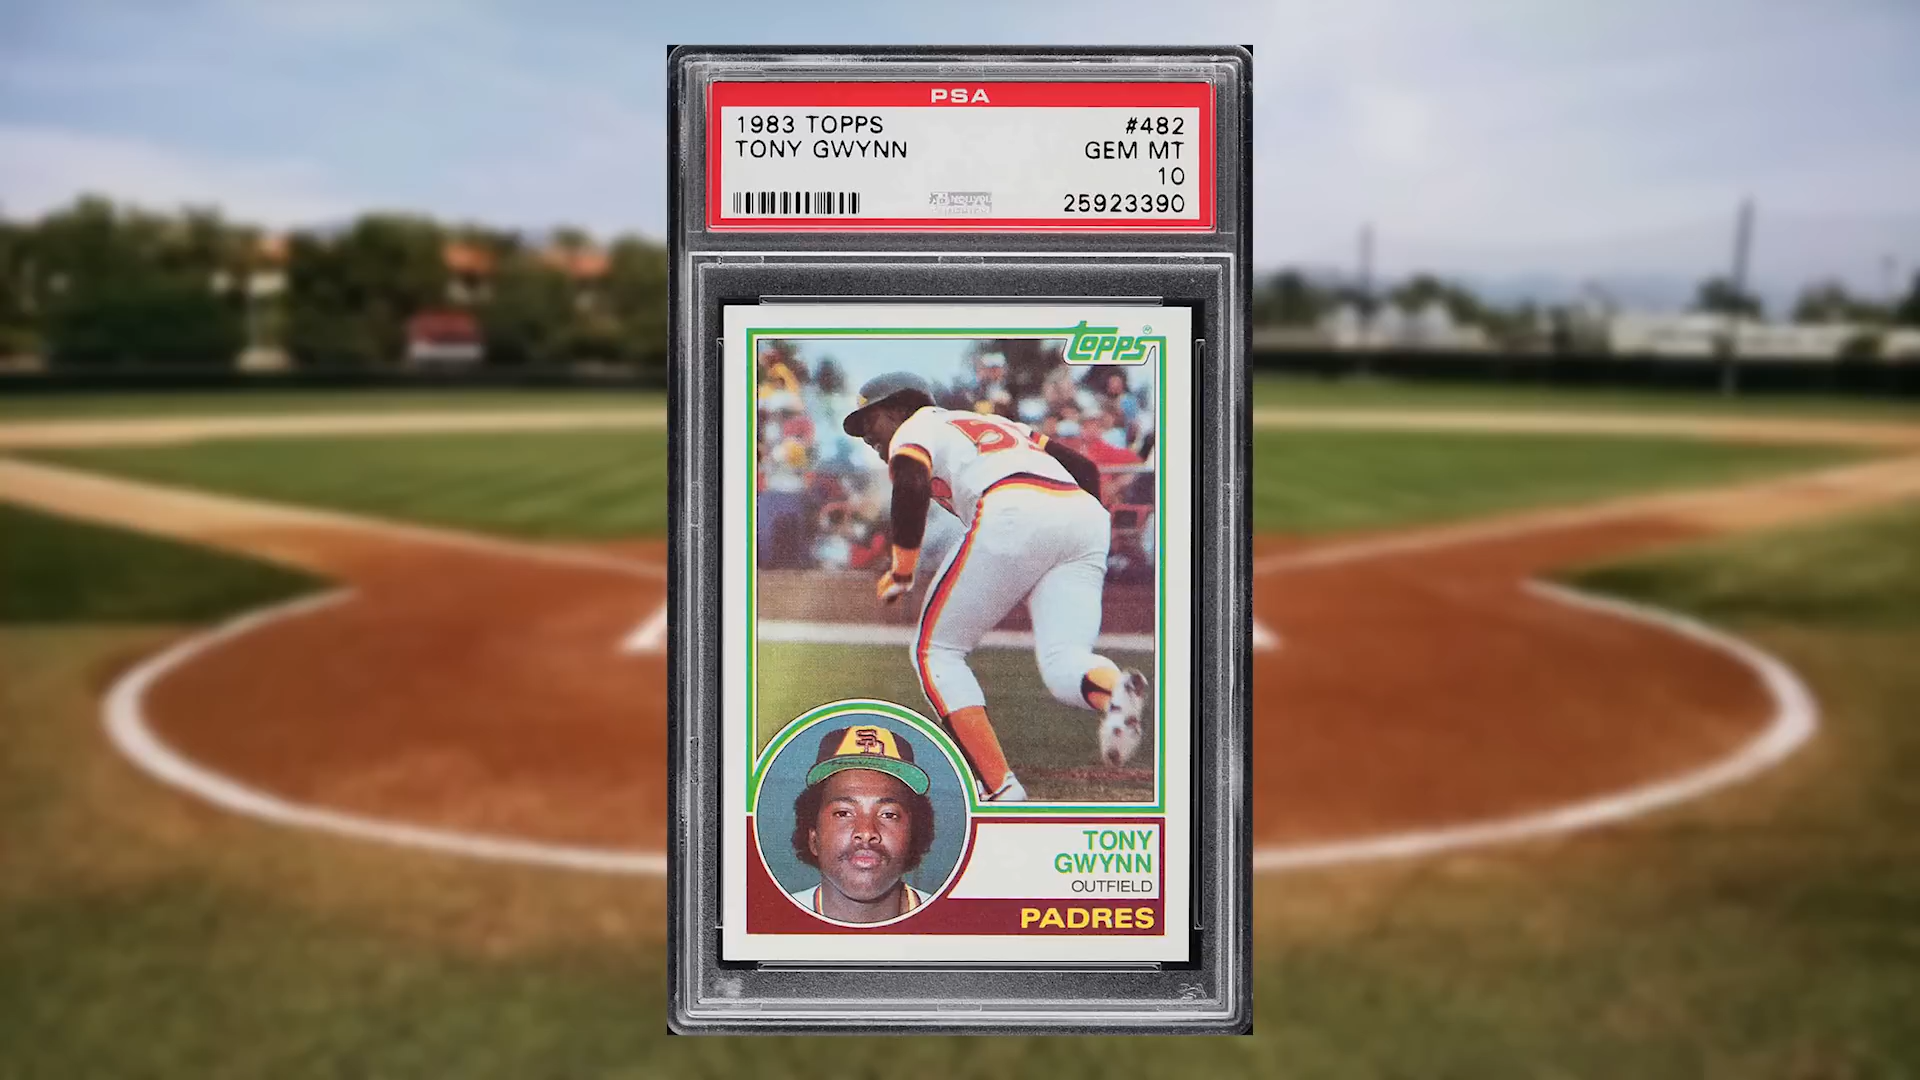 PSA
1983 TOPPS
#482
TONY GWYNN
GEM MT
10
25923390
topps
TONY
GWYNN
OUTFIELD
PADRES